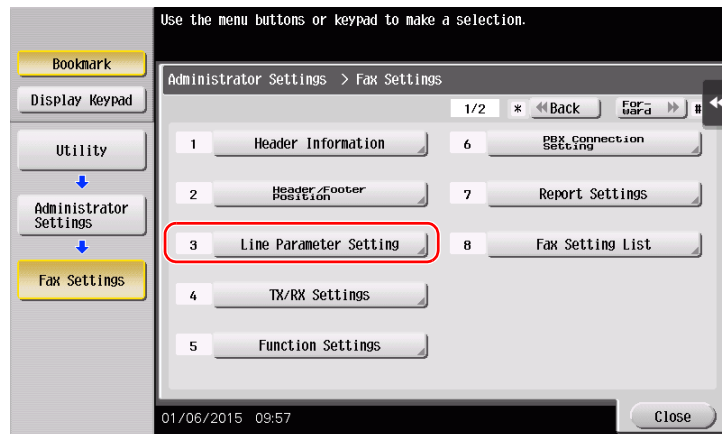 Use the menu buttons or keypad to make a selection.
Bookmark
Display Keypad
Utility
Administrator
Settings
Fax Settings
Administrator Settings > Fax Settings
1/2 * Back For-
ward #
1 Header Information
2 Header/Footer
Position
3 Line Parameter Setting
4 TX/RX Settings
5 Function Settings
6 PBX Connection
Setting
7 Report Settings
8 Fax Setting List
01/06/2015 09:57
Close